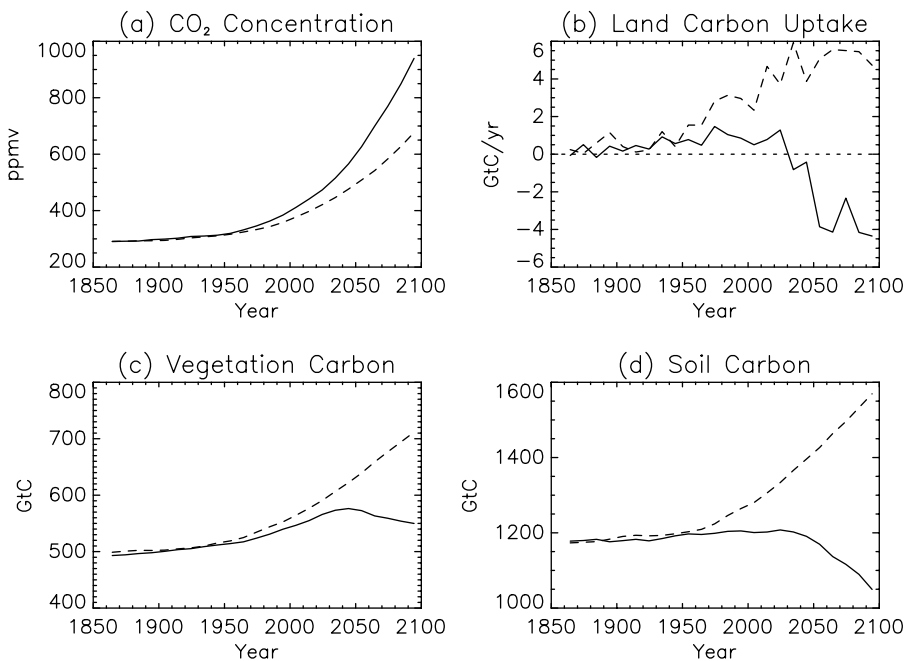 (a) CO₂ Concentration
1000
800
600
400
200
ppmv
1850 1900 1950 2000 2050 2100
Year
(b) Land Carbon Uptake
6
4
2
0
−2
−4
−6
GtC/yr
1850 1900 1950 2000 2050 2100
Year
(c) Vegetation Carbon
800
700
600
500
400
GtC
1850 1900 1950 2000 2050 2100
Year
(d) Soil Carbon
1600
1400
1200
1000
GtC
1850 1900 1950 2000 2050 2100
Year